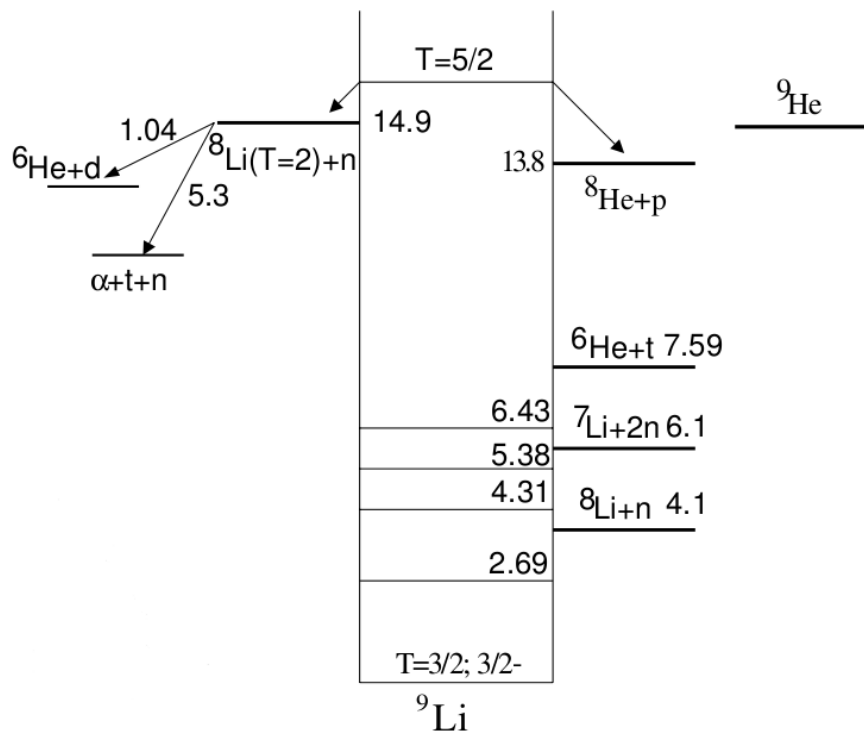 T=5/2
⁹He
1.04
14.9
⁸Li(T=2)+n
13.8
⁶He+d
5.3
⁸He+p
α+t+n
⁶He+t 7.59
6.43
⁷Li+2n 6.1
5.38
4.31
⁸Li+n 4.1
2.69
T=3/2; 3/2-
⁹Li